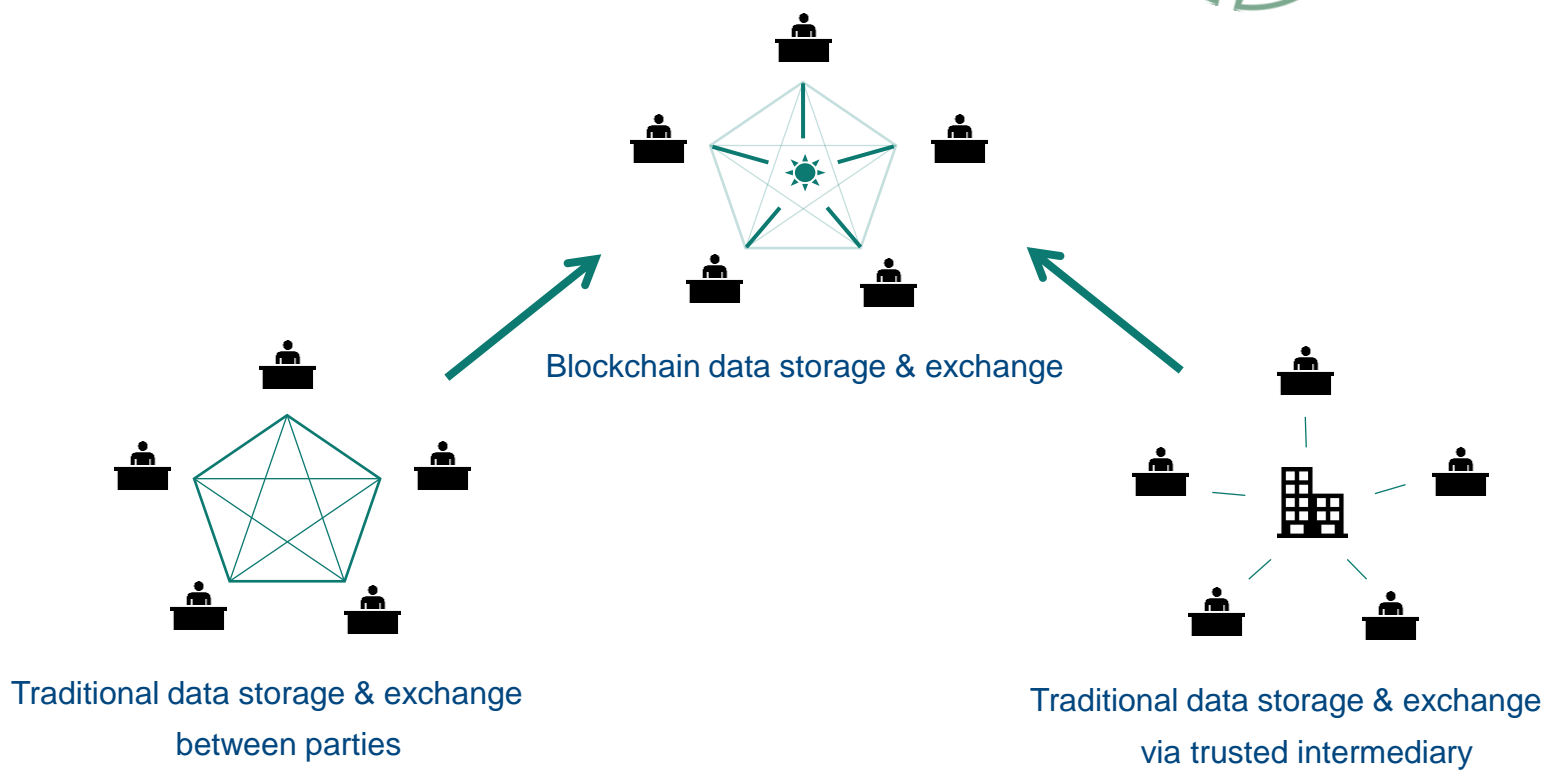 Blockchain data storage & exchange
Traditional data storage & exchange
between parties
Traditional data storage & exchange
via trusted intermediary